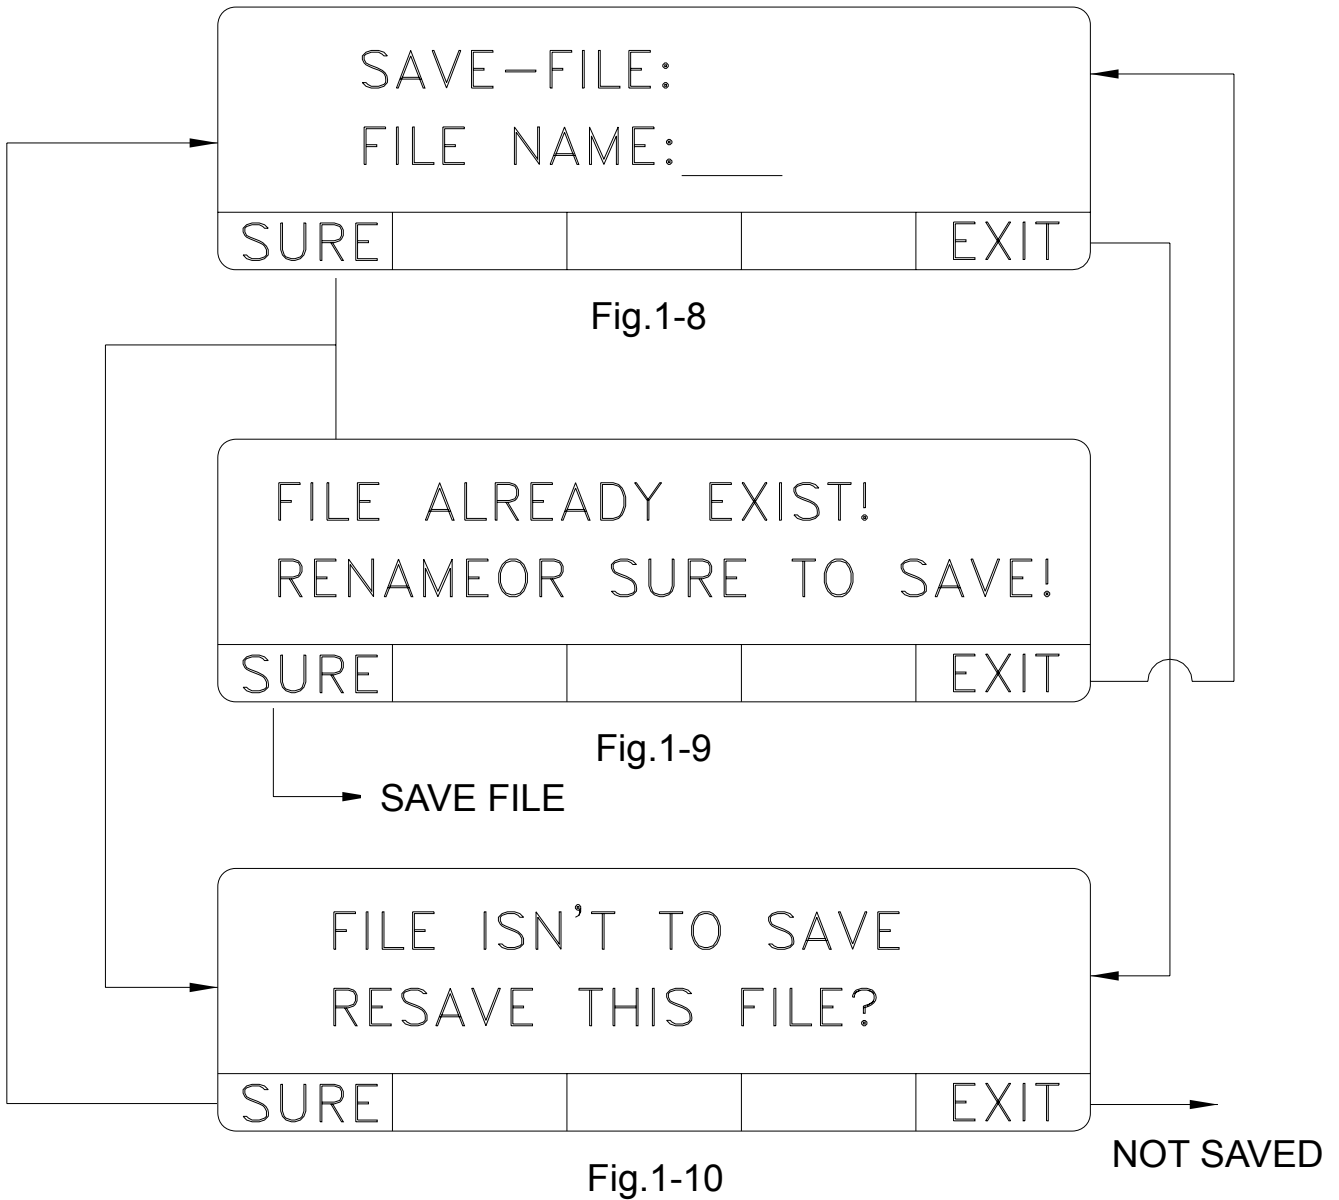 SAVE-FILE:
FILE NAME:____
SURE EXIT
Fig.1-8
FILE ALREADY EXIST!
RENAMEOR SURE TO SAVE!
SURE EXIT
Fig.1-9
SAVE FILE
FILE ISN'T TO SAVE
RESAVE THIS FILE?
SURE EXIT
NOT SAVED
Fig.1-10